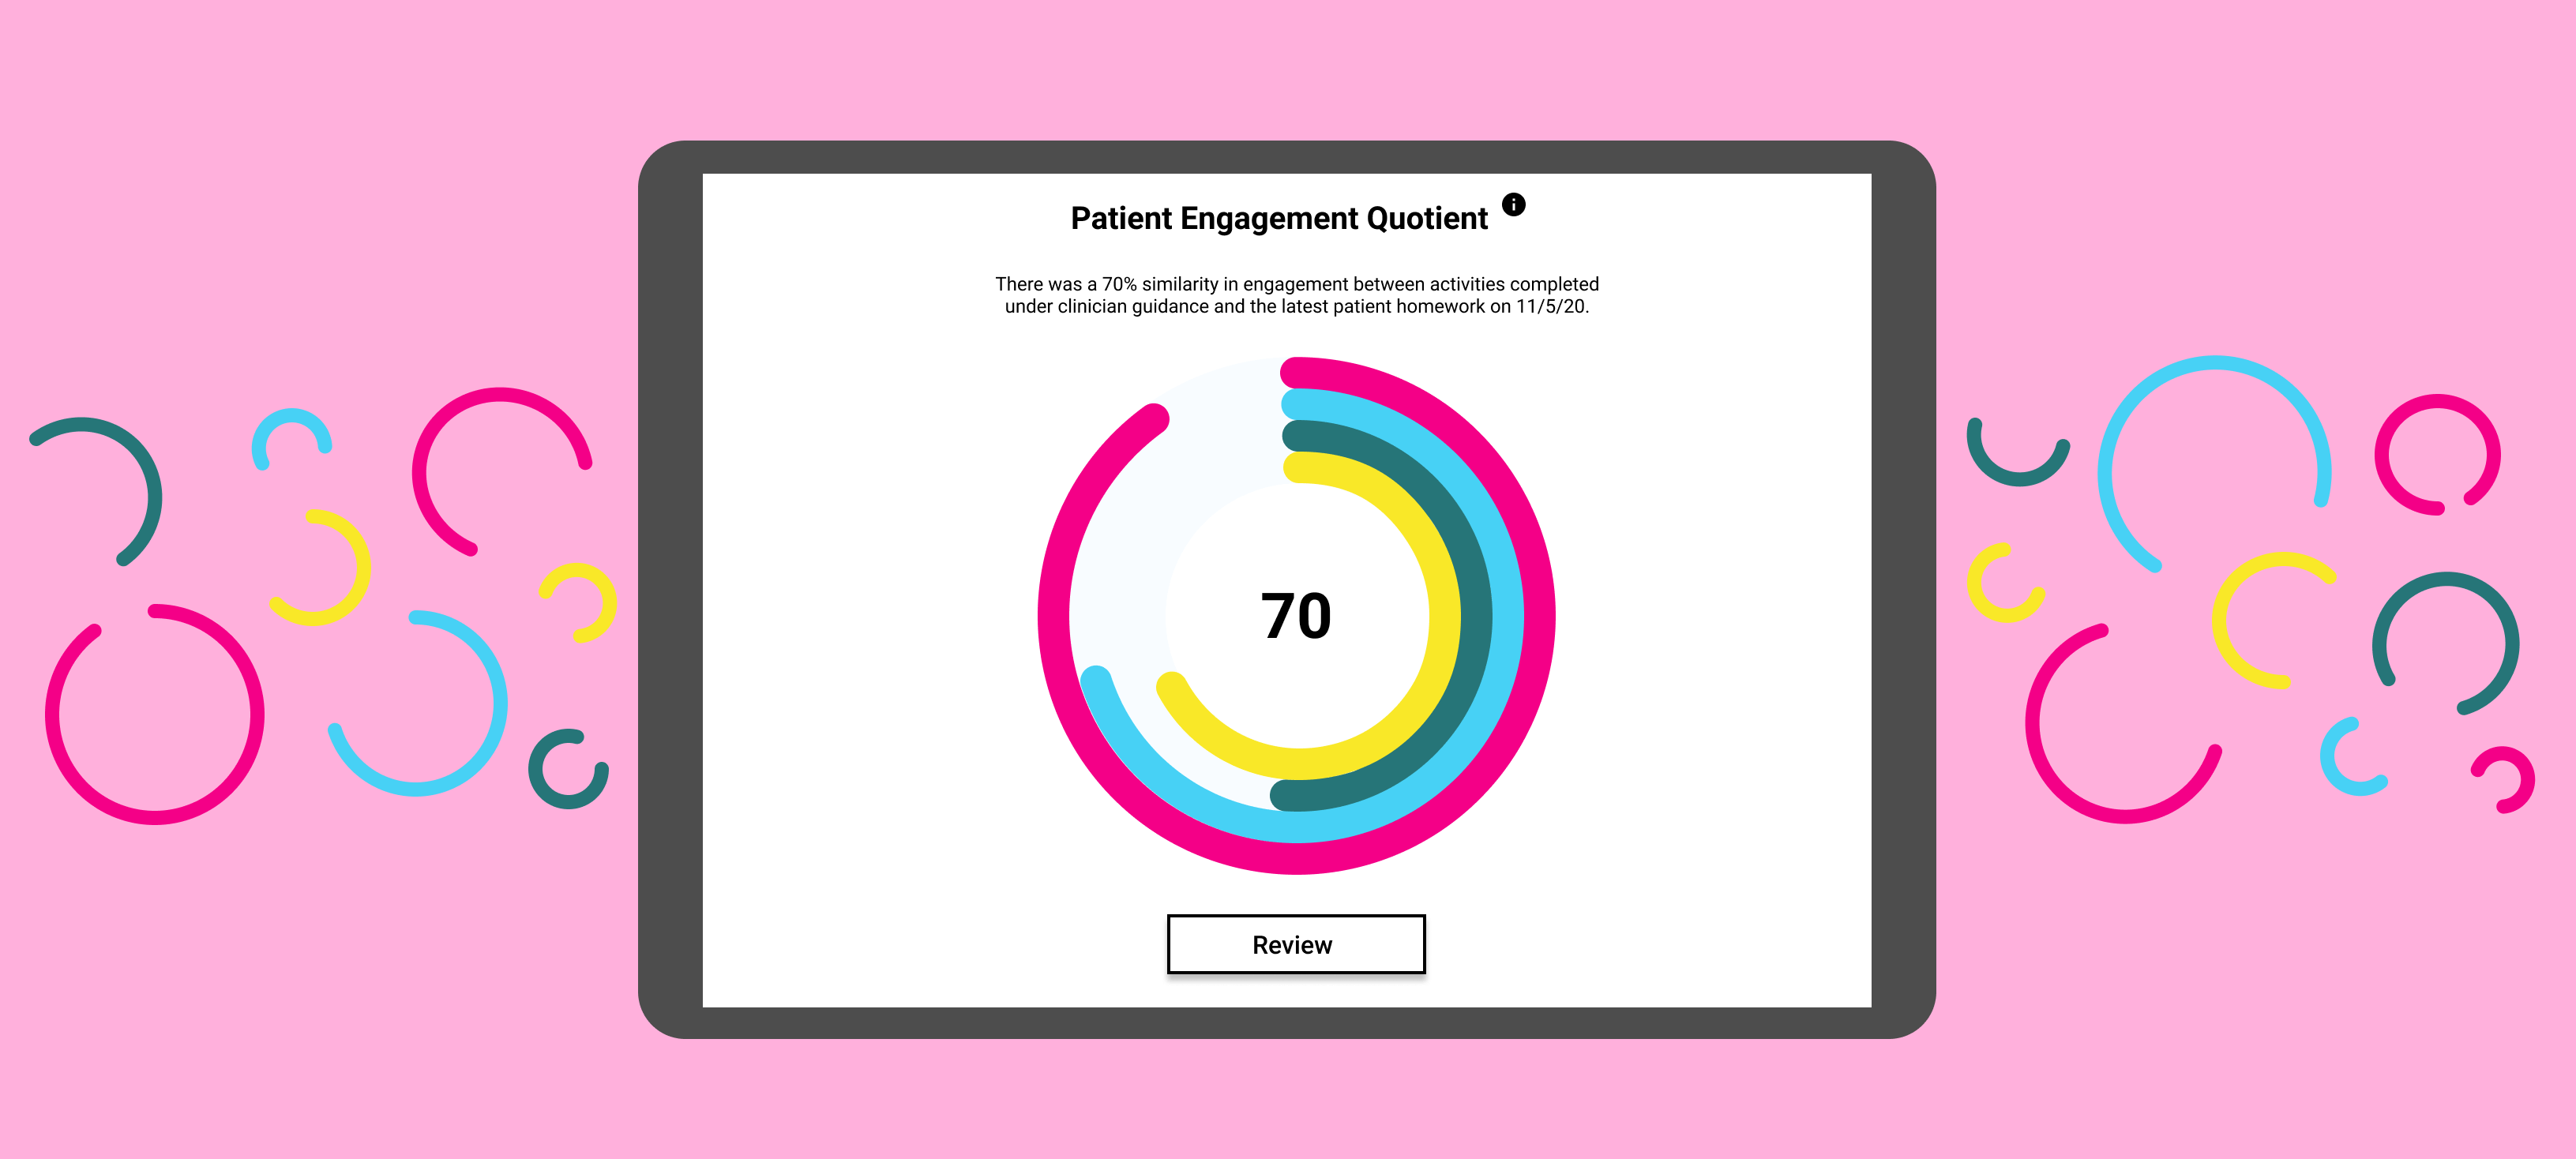 Patient Engagement Quotient
There was a 70% similarity in engagement between activities completed
under clinician guidance and the latest patient homework on 11/5/20.
70
Review